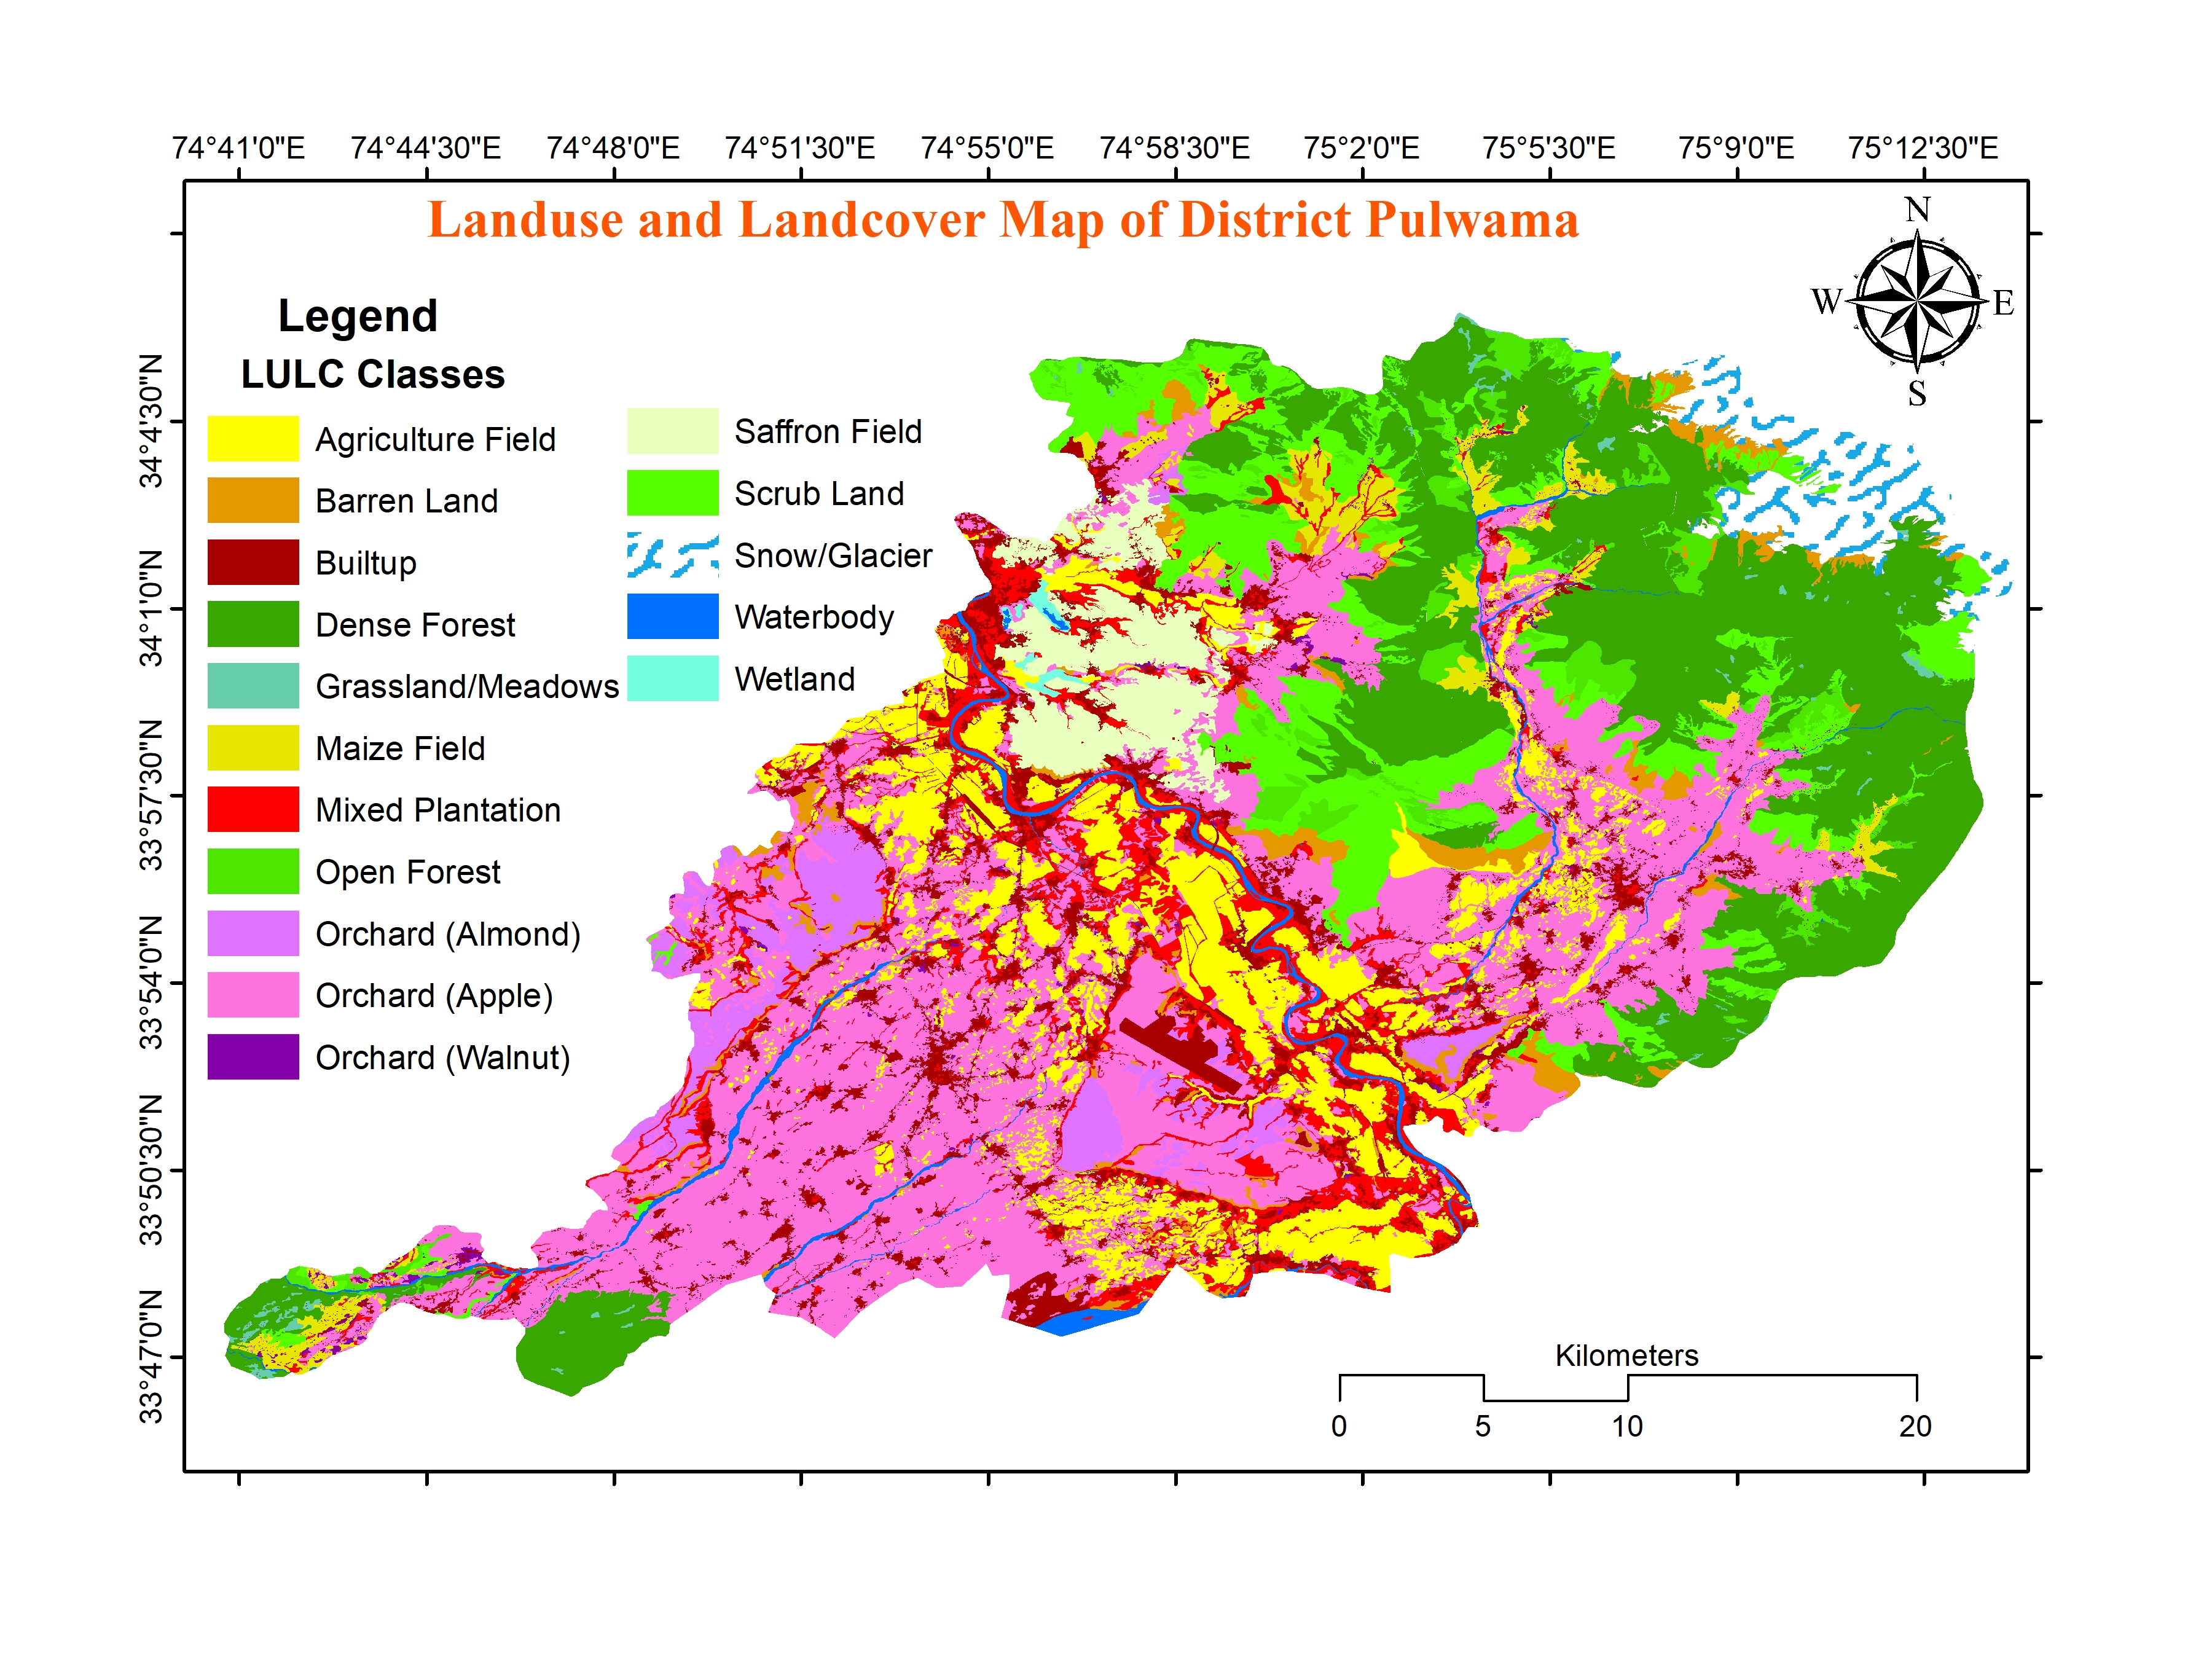 74°41'0"E 74°44'30"E 74°48'0"E 74°51'30"E 74°55'0"E 74°58'30"E 75°2'0"E 75°5'30"E 75°9'0"E 75°12'30"E
Landuse and Landcover Map of District Pulwama
N
W E
S
Legend
LULC Classes
Agriculture Field
Barren Land
Builtup
Dense Forest
Grassland/Meadows
Maize Field
Mixed Plantation
Open Forest
Orchard (Almond)
Orchard (Apple)
Orchard (Walnut)
Saffron Field
Scrub Land
Snow/Glacier
Waterbody
Wetland
34°4'30"N
34°1'0"N
33°57'30"N
33°54'0"N
33°50'30"N
33°47'0"N
Kilometers
0 5 10 20